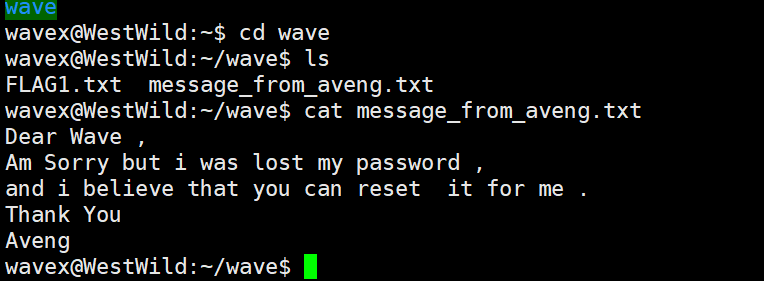 wave
wavex@WestWild:~$ cd wave
wavex@WestWild:~/wave$ ls
FLAG1.txt  message_from_aveng.txt
wavex@WestWild:~/wave$ cat message_from_aveng.txt
Dear Wave ,
Am Sorry but i was lost my password ,
and i believe that you can reset  it for me .
Thank You
Aveng
wavex@WestWild:~/wave$